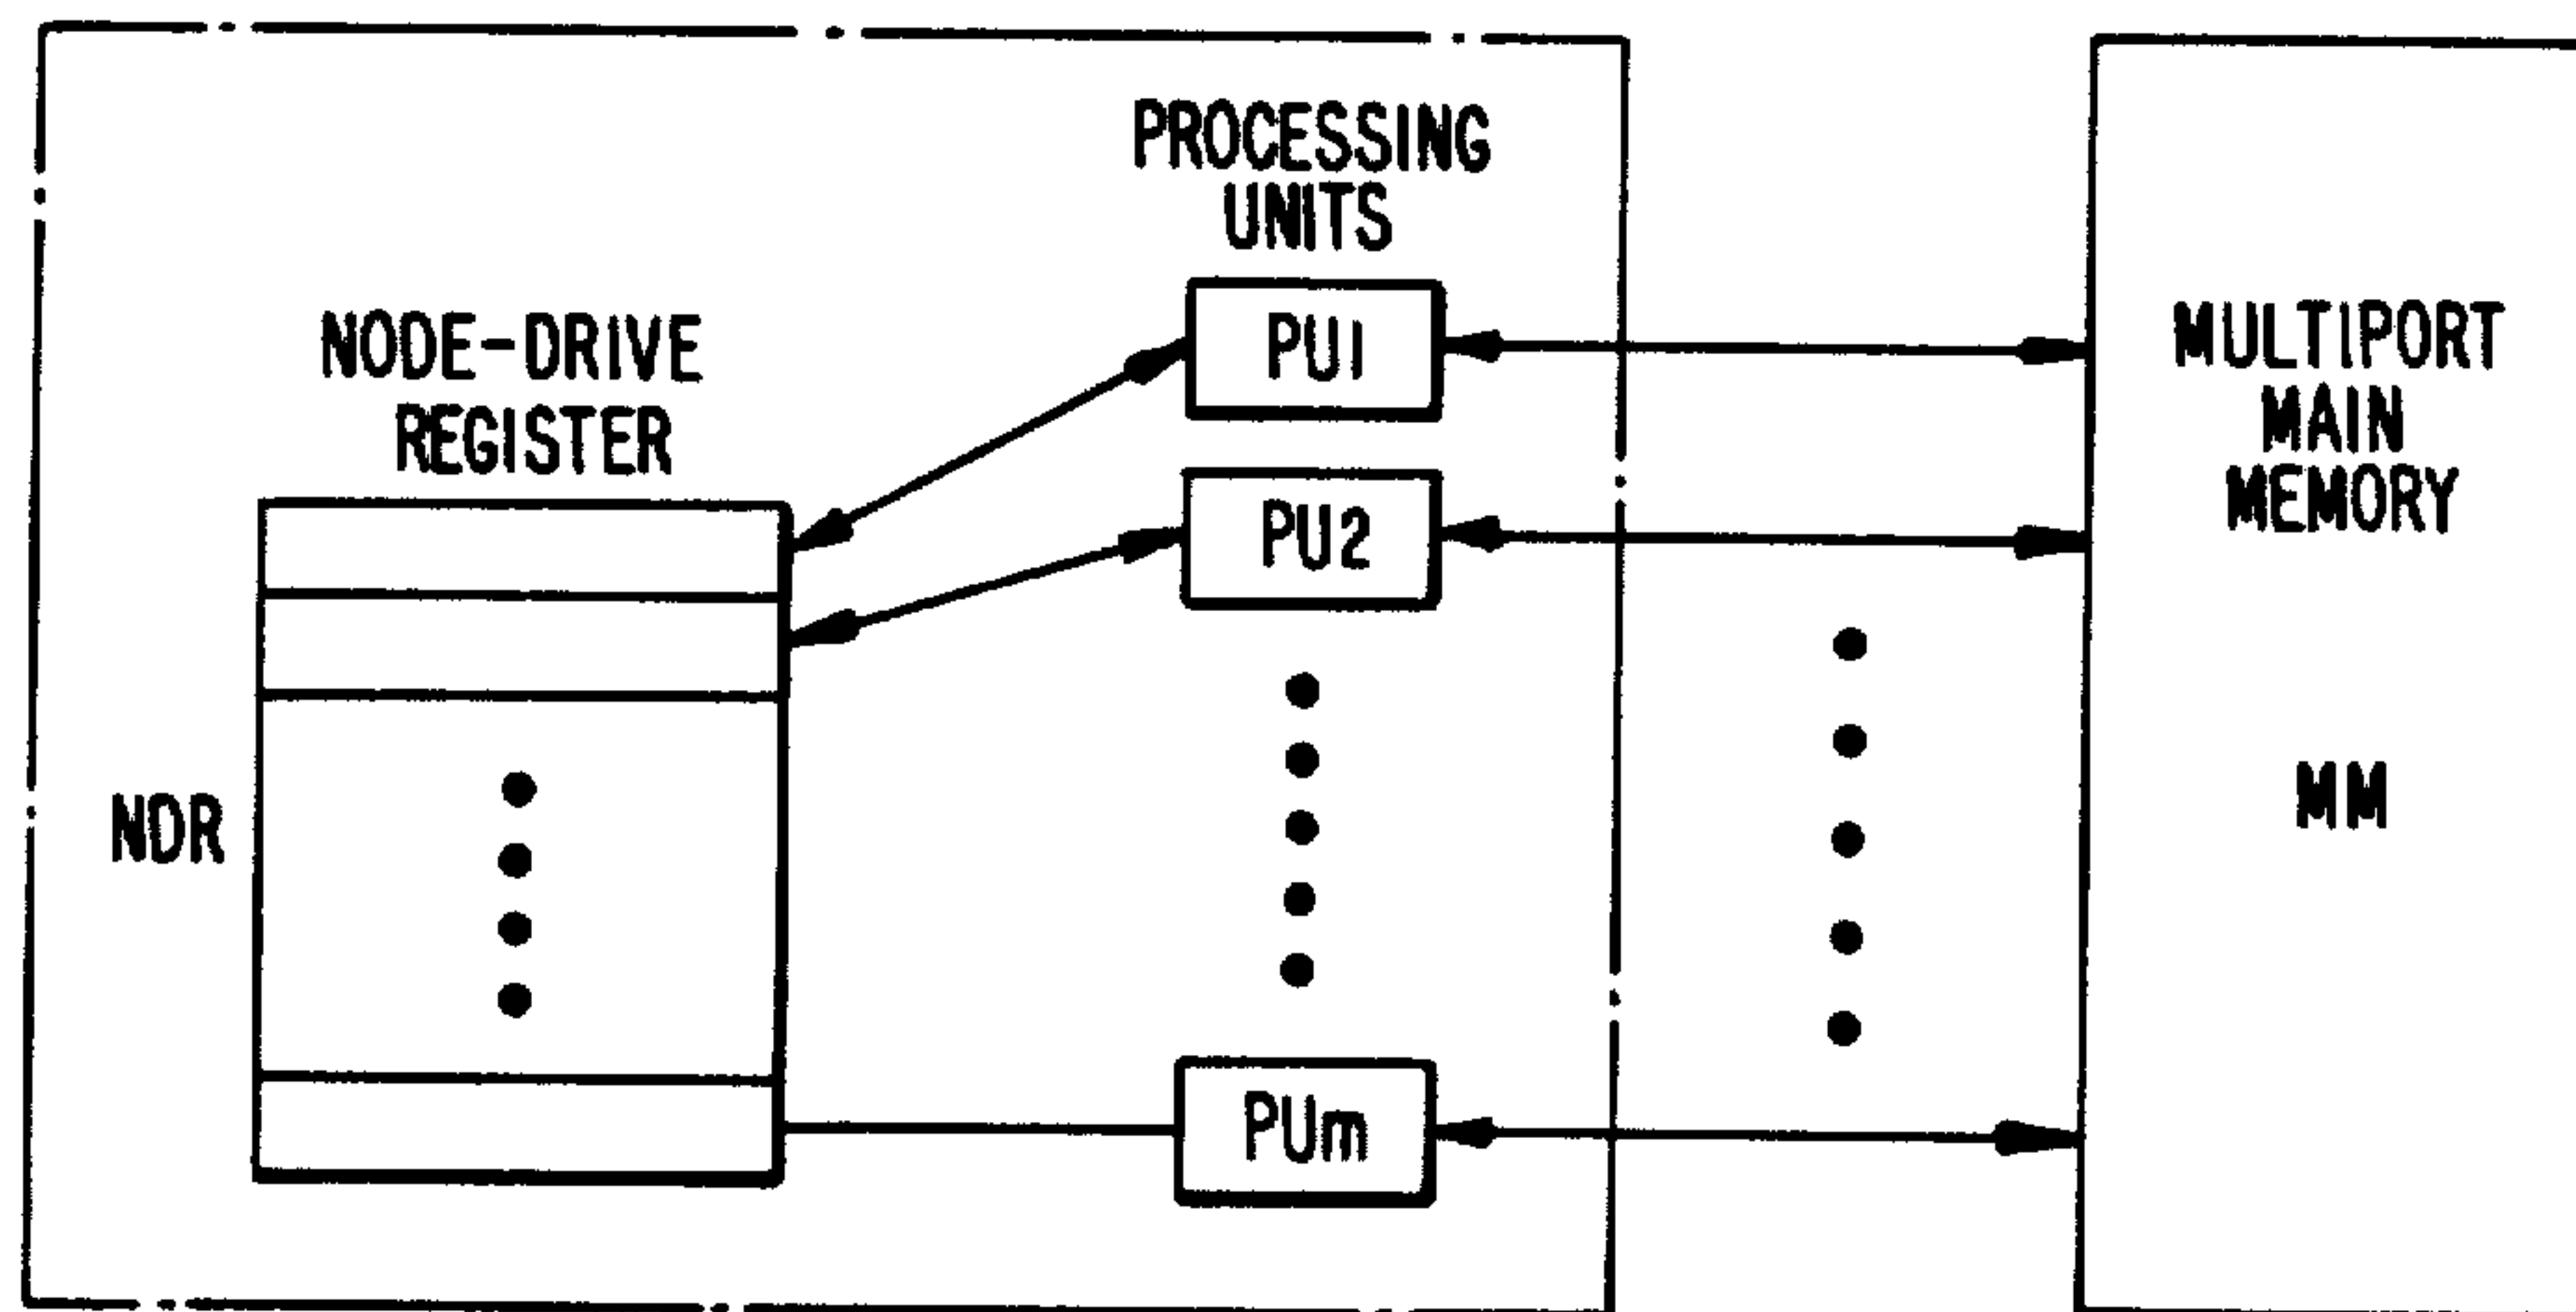 PROCESSING
UNITS
NODE-DRIVE
REGISTER
PU1
PU2
PUm
NDR
MULTIPORT
MAIN
MEMORY
MM